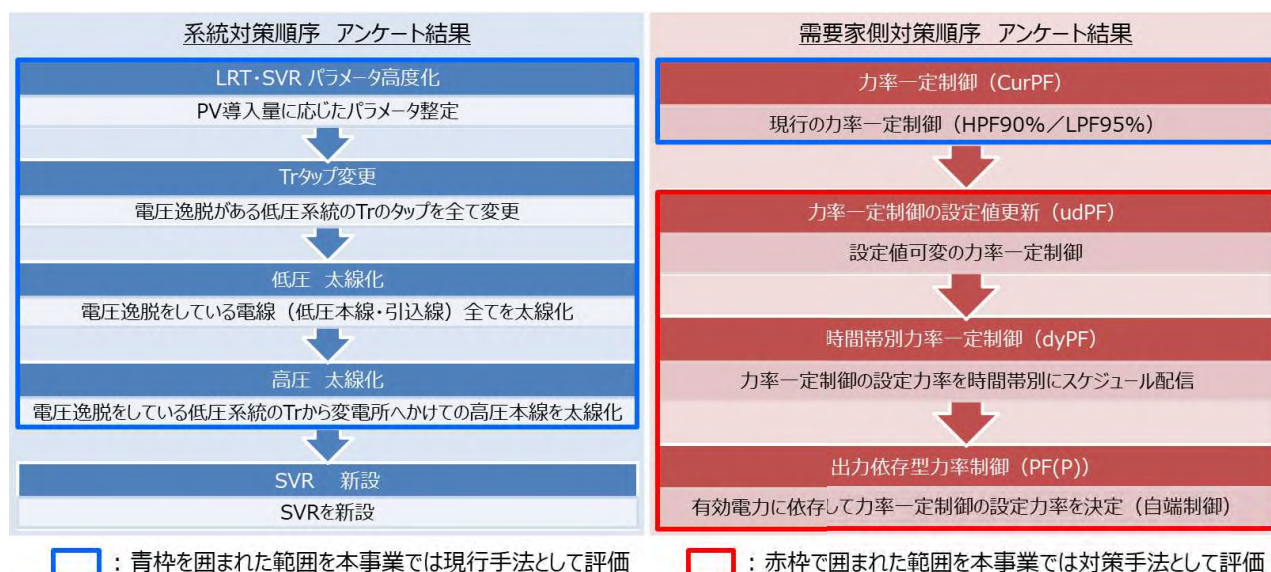 系統対策順序 アンケート結果
LRT・SVR パラメータ高度化
PV導入量に応じたパラメータ整定
Trタップ変更
電圧逸脱がある低圧系統のTrのタップを全て変更
低圧 太線化
電圧逸脱をしている電線（低圧本線・引込線）全てを太線化
高圧 太線化
電圧逸脱をしている低圧系統のTrから変電所へかけての高圧本線を太線化
SVR 新設
SVRを新設
：青枠を囲まれた範囲を本事業では現行手法として評価
需要家側対策順序 アンケート結果
力率一定制御（CurPF）
現行の力率一定制御（HPF90%／LPF95%）
力率一定制御の設定値更新（udPF）
設定値可変の力率一定制御
時間帯別力率一定制御（dyPF）
力率一定制御の設定力率を時間帯別にスケジュール配信
出力依存型力率制御（PF(P)）
有効電力に依存して力率一定制御の設定力率を決定（自端制御）
：赤枠で囲まれた範囲を本事業では対策手法として評価